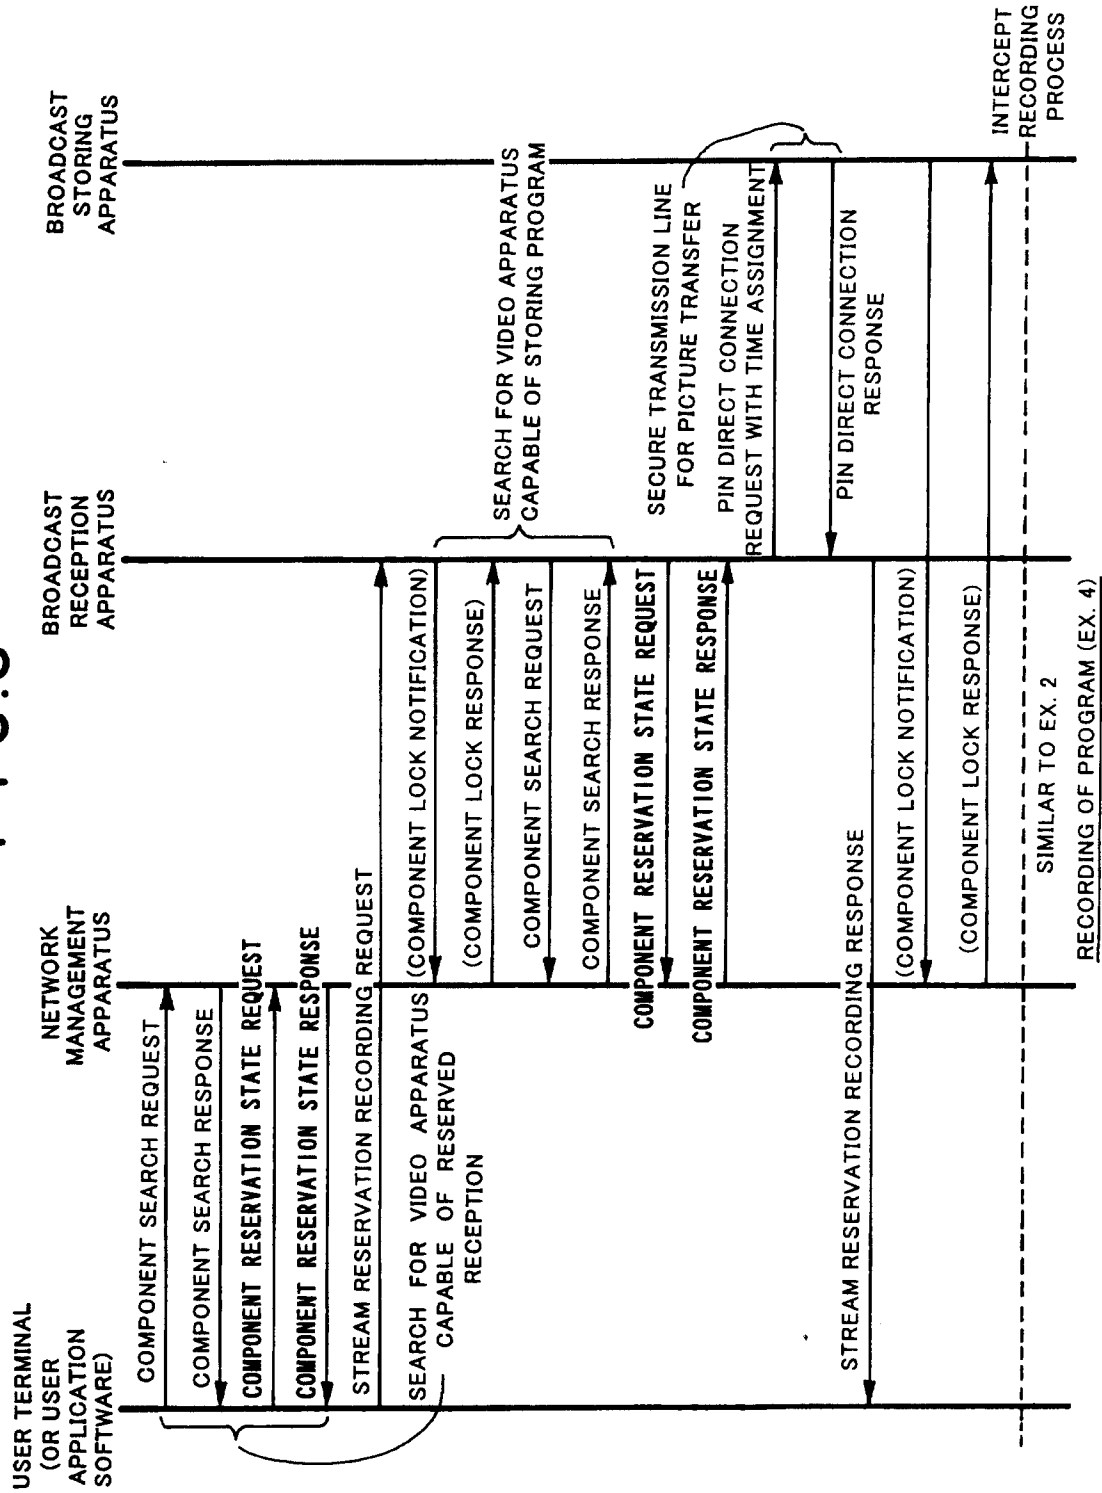 USER TERMINAL
(OR USER
APPLICATION
SOFTWARE)
NETWORK
MANAGEMENT
APPARATUS
BROADCAST
RECEPTION
APPARATUS
BROADCAST
STORING
APPARATUS
COMPONENT SEARCH REQUEST
COMPONENT SEARCH RESPONSE
COMPONENT RESERVATION STATE REQUEST
COMPONENT RESERVATION STATE RESPONSE
STREAM RESERVATION RECORDING REQUEST
SEARCH FOR VIDEO APPARATUS
CAPABLE OF RESERVED
RECEPTION
(COMPONENT LOCK NOTIFICATION)
(COMPONENT LOCK RESPONSE)
COMPONENT SEARCH REQUEST
COMPONENT SEARCH RESPONSE
SEARCH FOR VIDEO APPARATUS
CAPABLE OF STORING PROGRAM
COMPONENT RESERVATION STATE REQUEST
COMPONENT RESERVATION STATE RESPONSE
SECURE TRANSMISSION LINE
FOR PICTURE TRANSFER
PIN DIRECT CONNECTION
REQUEST WITH TIME ASSIGNMENT
PIN DIRECT CONNECTION
RESPONSE
STREAM RESERVATION RECORDING RESPONSE
(COMPONENT LOCK NOTIFICATION)
(COMPONENT LOCK RESPONSE)
INTERCEPT
RECORDING
PROCESS
SIMILAR TO EX. 2
RECORDING OF PROGRAM (EX. 4)